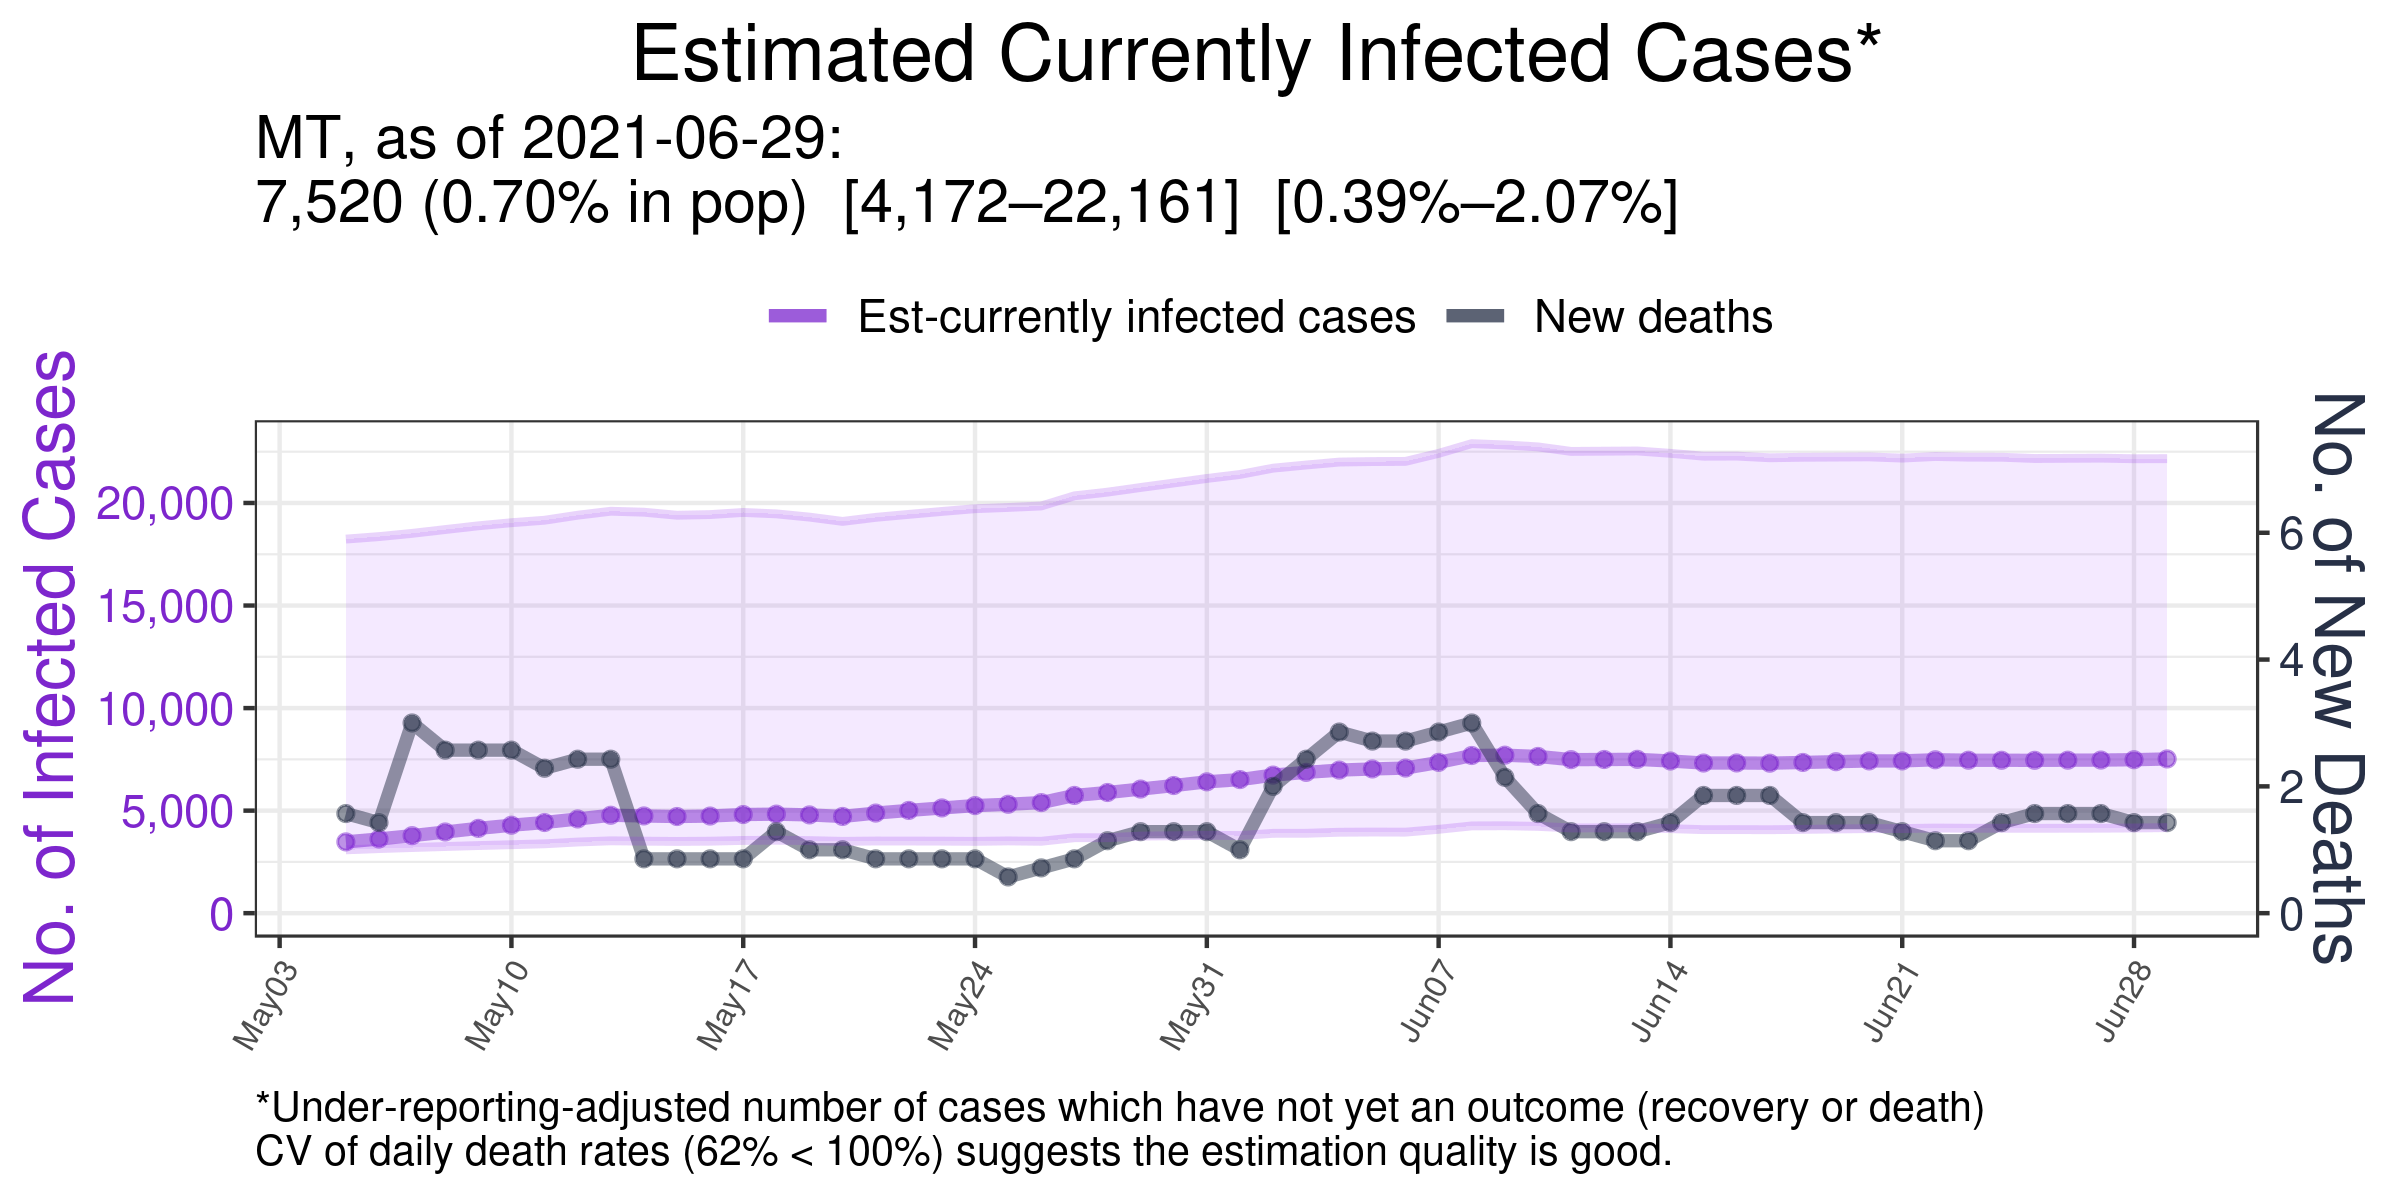 Estimated Currently Infected Cases*
MT, as of 2021-06-29:
7,520 (0.70% in pop)  [4,172–22,161]  [0.39%–2.07%]
Est-currently infected cases
New deaths
No. of Infected Cases
20,000
15,000
10,000
5,000
0
No. of New Deaths
6
4
2
0
May03
May10
May17
May24
May31
Jun07
Jun14
Jun21
Jun28
*Under-reporting-adjusted number of cases which have not yet an outcome (recovery or death)
CV of daily death rates (62% < 100%) suggests the estimation quality is good.